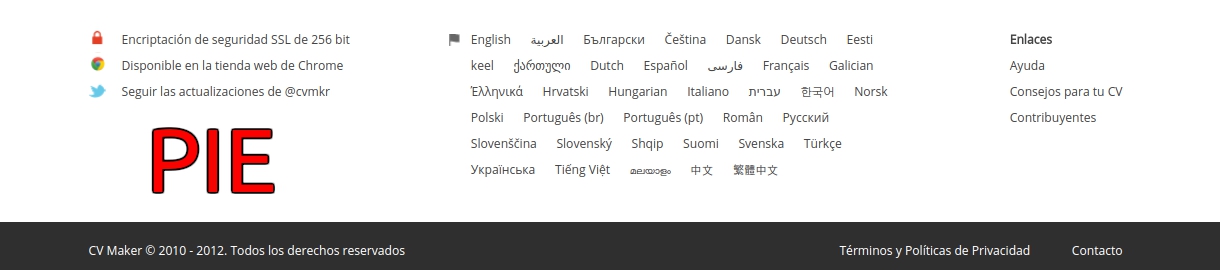 Encriptación de seguridad SSL de 256 bit
Disponible en la tienda web de Chrome
Seguir las actualizaciones de @cvmkr
PIE
English العربية Български Čeština Dansk Deutsch Eesti
keel ქართული Dutch Español فارسی Français Galician
Ἑλληνικά Hrvatski Hungarian Italiano עברית 한국어 Norsk
Polski Português (br) Português (pt) Român Русский
Slovenščina Slovenský Shqip Suomi Svenska Türkçe
Українська Tiếng Việt മലയാളം 中文 繁體中文
Enlaces
Ayuda
Consejos para tu CV
Contribuyentes
CV Maker © 2010 - 2012. Todos los derechos reservados
Términos y Políticas de Privacidad Contacto